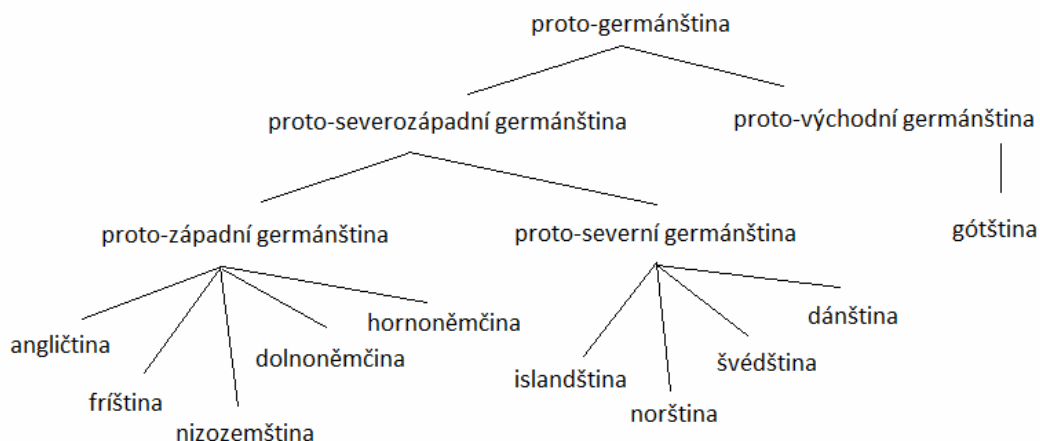 proto-germánština
proto-severozápadní germánština
proto-východní germánština
proto-západní germánština
proto-severní germánština
gótština
angličtina
fríština
nizozemština
dolnoněmčina
hornoněmčina
islandština
norština
švédština
dánština